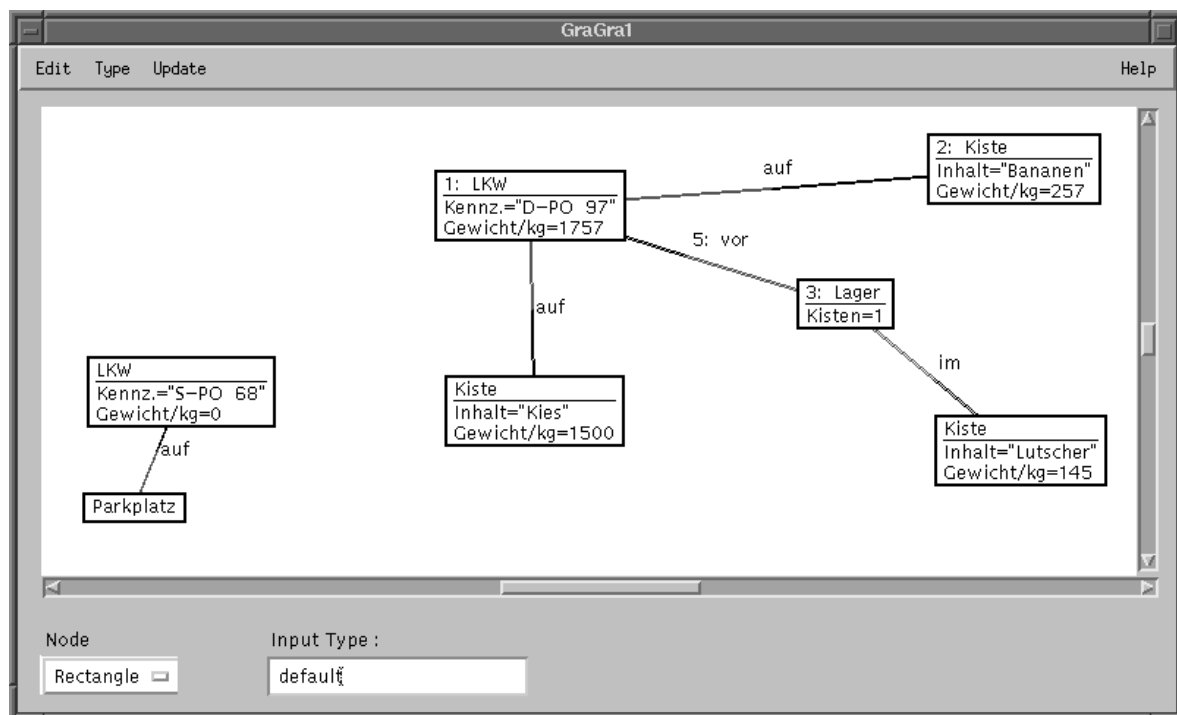 GraGra1
Edit Type Update Help
2: Kiste
Inhalt="Bananen"
Gewicht/kg=257
auf
1: LKW
Kennz.="D-PO 97"
Gewicht/kg=1757
5: vor
3: Lager
Kisten=1
auf
im
LKW
Kennz.="S-PO 68"
Gewicht/kg=0
Kiste
Inhalt="Kies"
Gewicht/kg=1500
Kiste
Inhalt="Lutscher"
Gewicht/kg=145
auf
Parkplatz
Node
Input Type :
Rectangle
default